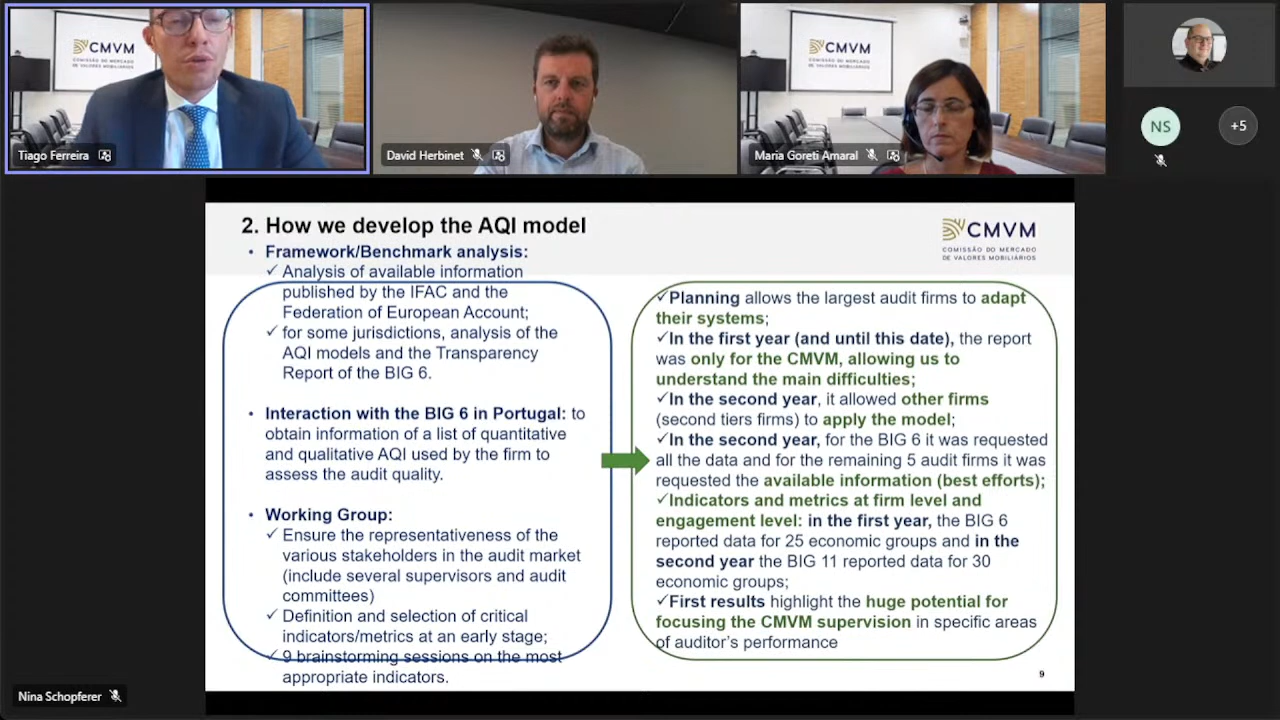 CMVM
COMISSÃO DO MERCADO
DE VALORES MOBILIÁRIOS
Tiago Ferreira
David Herbinet
CMVM
COMISSÃO DO MERCADO
DE VALORES MOBILIÁRIOS
Maria Goreti Amaral
NS
+5
2. How we develop the AQI model
CMVM
COMISSÃO DO MERCADO
DE VALORES MOBILIÁRIOS
• Framework/Benchmark analysis:
✓ Analysis of available information
published by the IFAC and the
Federation of European Account;
✓ for some jurisdictions, analysis of the
AQI models and the Transparency
Report of the BIG 6.
• Interaction with the BIG 6 in Portugal: to
obtain information of a list of quantitative
and qualitative AQI used by the firm to
assess the audit quality.
• Working Group:
✓ Ensure the representativeness of the
various stakeholders in the audit market
(include several supervisors and audit
committees)
✓ Definition and selection of critical
indicators/metrics at an early stage;
✓ 9 brainstorming sessions on the most
appropriate indicators.
✓Planning allows the largest audit firms to adapt
their systems;
✓In the first year (and until this date), the report
was only for the CMVM, allowing us to
understand the main difficulties;
✓In the second year, it allowed other firms
(second tiers firms) to apply the model;
✓In the second year, for the BIG 6 it was requested
all the data and for the remaining 5 audit firms it was
requested the available information (best efforts);
✓Indicators and metrics at firm level and
engagement level: in the first year, the BIG 6
reported data for 25 economic groups and in the
second year the BIG 11 reported data for 30
economic groups;
✓First results highlight the huge potential for
focusing the CMVM supervision in specific areas
of auditor's performance
9
Nina Schopferer